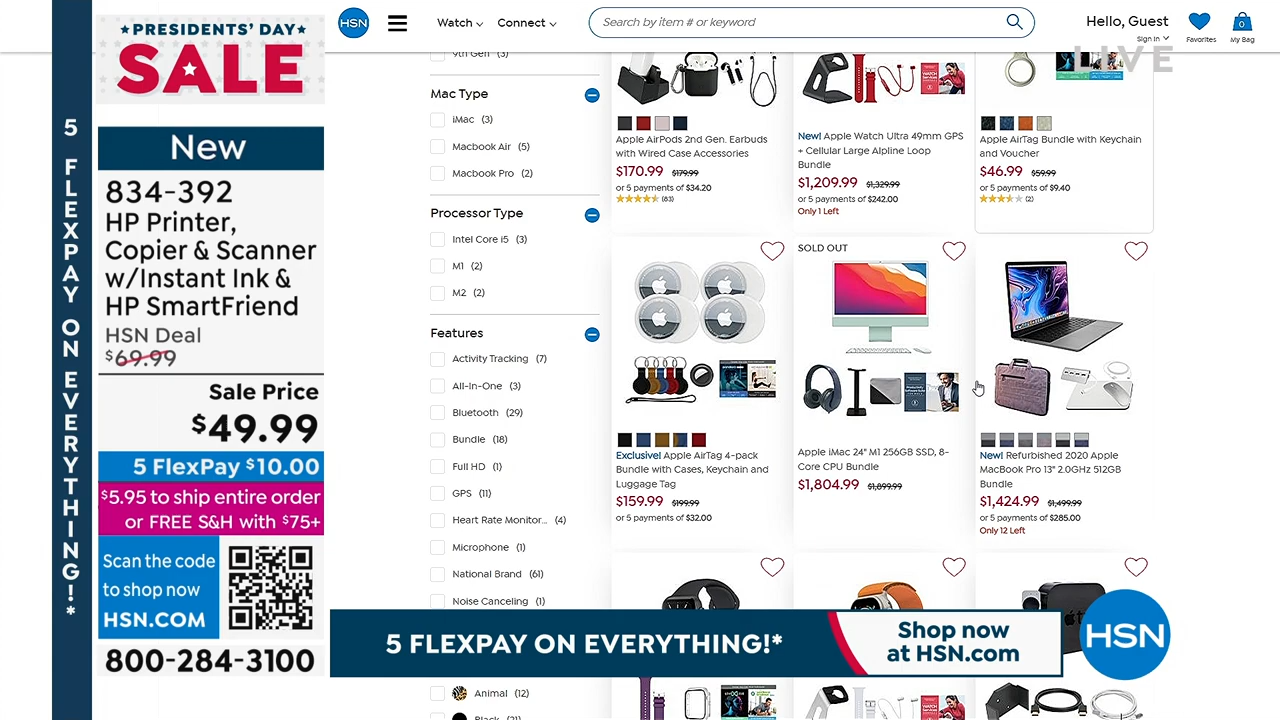 5 FLEXPAY ON EVERYTHING!*
★PRESIDENTS' DAY★
SALE
New
834-392
HP Printer,
Copier & Scanner
w/Instant Ink &
HP SmartFriend
HSN Deal
$69.99
Sale Price
$49.99
5 FlexPay $10.00
$5.95 to ship entire order
or FREE S&H with $75+
Scan the code
to shop now
HSN.COM
800-284-3100
HSN
Watch
Connect
Search by item # or keyword
Hello, Guest
Sign In
Favorites
0
My Bag
LIVE
9th Gen (3)
Mac Type
iMac (3)
Macbook Air (5)
Macbook Pro (2)
Processor Type
Intel Core i5 (3)
M1 (2)
M2 (2)
Features
Activity Tracking (7)
All-In-One (3)
Bluetooth (29)
Bundle (18)
Full HD (1)
GPS (11)
Heart Rate Monitor... (4)
Microphone (1)
National Brand (61)
Noise Canceling (1)
Animal (12)
Black (21)
Apple AirPods 2nd Gen. Earbuds
with Wired Case Accessories
$170.99 $179.99
or 5 payments of $34.20
(83)
New! Apple Watch Ultra 49mm GPS
+ Cellular Large Alpline Loop
Bundle
$1,209.99 $1,329.99
or 5 payments of $242.00
Only 1 Left
Apple AirTag Bundle with Keychain
and Voucher
$46.99 $59.99
or 5 payments of $9.40
(2)
Exclusive! Apple AirTag 4-pack
Bundle with Cases, Keychain and
Luggage Tag
$159.99 $199.99
or 5 payments of $32.00
SOLD OUT
Apple iMac 24" M1 256GB SSD, 8-
Core CPU Bundle
$1,804.99 $1,899.99
New! Refurbished 2020 Apple
MacBook Pro 13" 2.0GHz 512GB
Bundle
$1,424.99 $1,499.99
or 5 payments of $285.00
Only 12 Left
5 FLEXPAY ON EVERYTHING!*
Shop now
at HSN.com
HSN